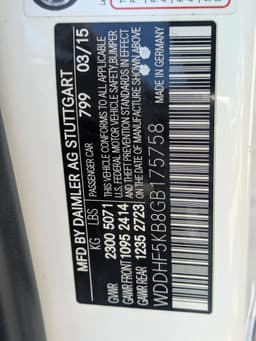 MFD BY DAIMLER AG STUTTGART
PASSENGER CAR 799 03/15
KG LBS THIS VEHICLE CONFORMS TO ALL APPLICABLE
GVWR 2300 5071 U.S. FEDERAL MOTOR VEHICLE SAFETY BUMPER
GAWR FRONT 1095 2414 AND THEFT PREVENTION STANDARDS IN EFFECT
GAWR REAR 1235 2723 ON THE DATE OF MANUFACTURE SHOWN ABOVE
MADE IN GERMANY
WDDHF5KB8GB175758